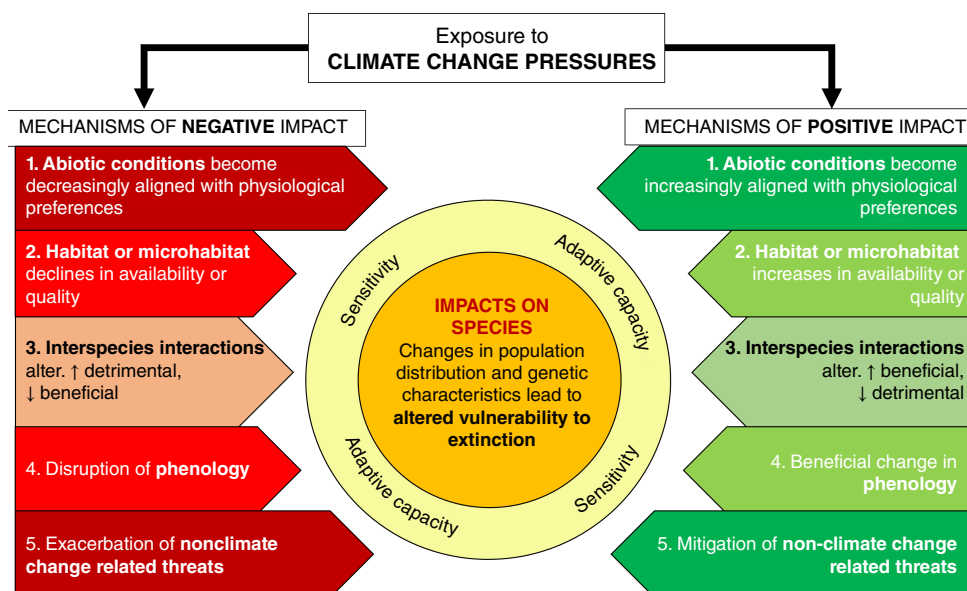 Exposure to
CLIMATE CHANGE PRESSURES
MECHANISMS OF NEGATIVE IMPACT
1. Abiotic conditions become
decreasingly aligned with physiological
preferences
2. Habitat or microhabitat
declines in availability or
quality
3. Interspecies interactions
alter. ↑ detrimental,
↓ beneficial
4. Disruption of phenology
5. Exacerbation of nonclimate
change related threats
Sensitivity
Adaptive capacity
IMPACTS ON
SPECIES
Changes in population
distribution and genetic
characteristics lead to
altered vulnerability to
extinction
Adaptive capacity
Sensitivity
MECHANISMS OF POSITIVE IMPACT
1. Abiotic conditions become
increasingly aligned with physiological
preferences
2. Habitat or microhabitat
increases in availability or
quality
3. Interspecies interactions
alter. ↑ beneficial,
↓ detrimental
4. Beneficial change in
phenology
5. Mitigation of non-climate change
related threats